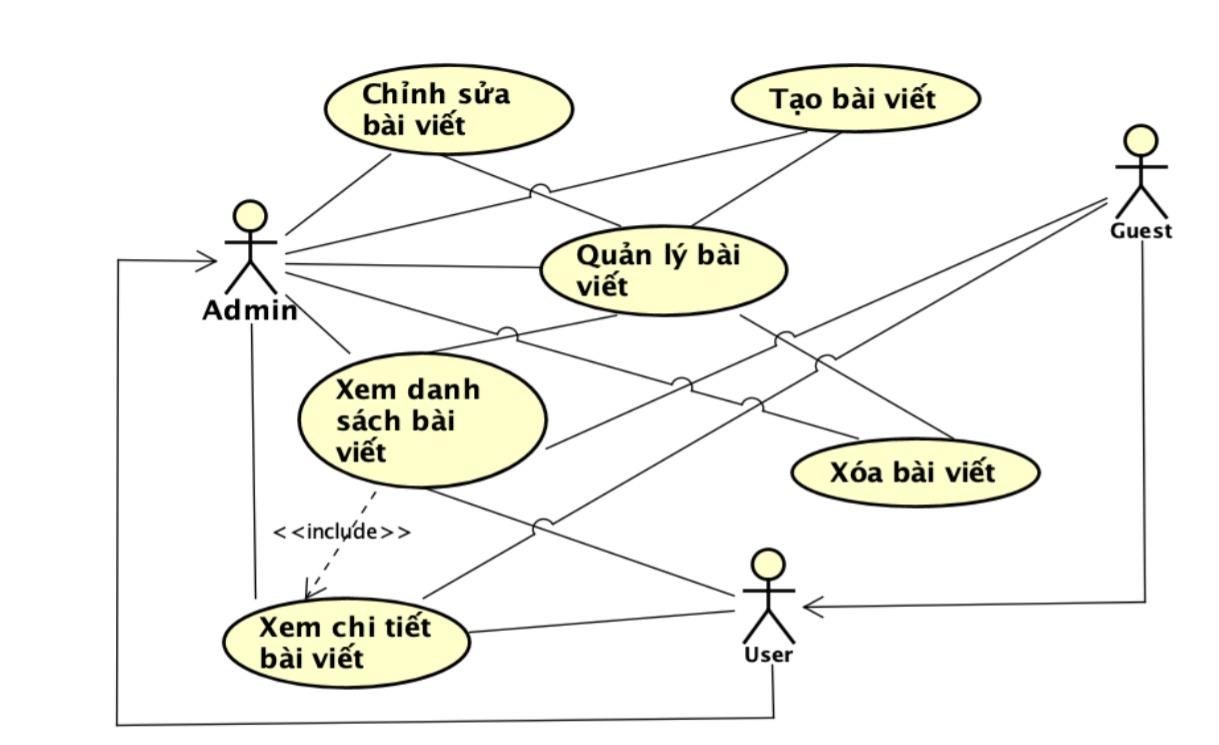 Chỉnh sửa
bài viết
Tạo bài viết
Guest
Quản lý bài
viết
Admin
Xem danh
sách bài
viết
Xóa bài viết
<<include>>
Xem chi tiết
bài viết
User